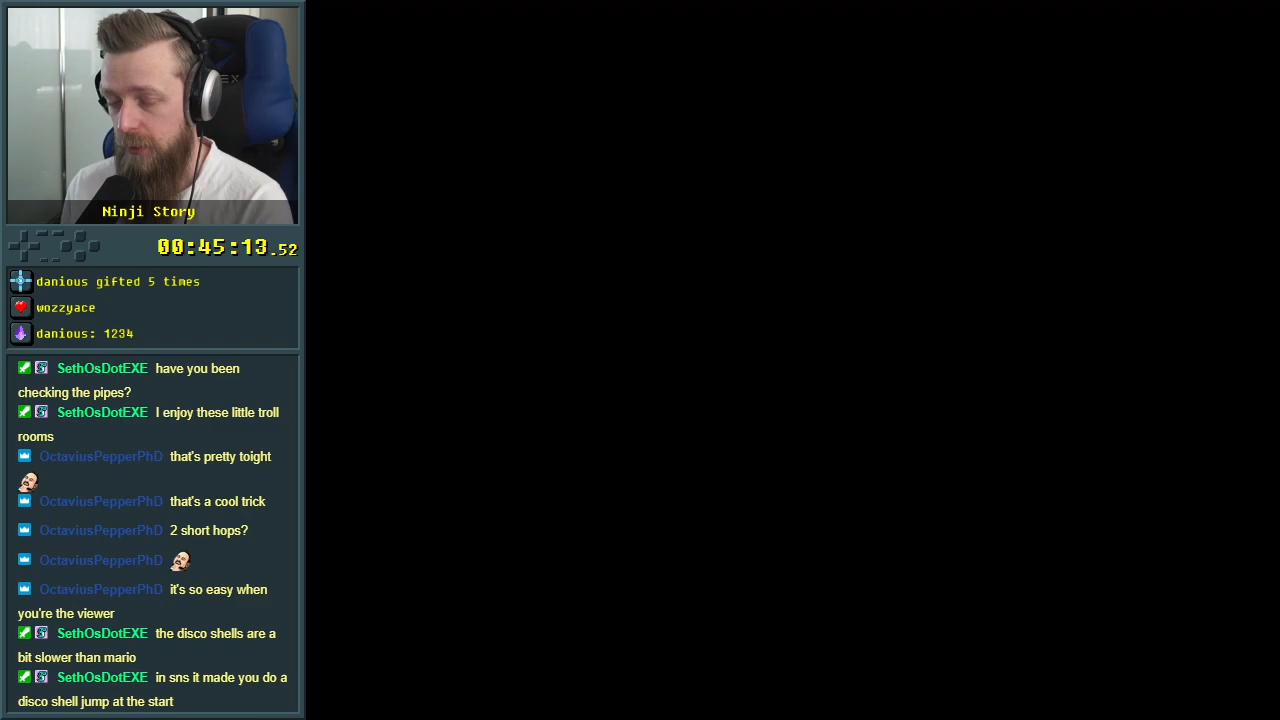 EX
Ninji Story
00:45:13.52
danious gifted 5 times
wozzyace
danious: 1234
SethOsDotEXE have you been
checking the pipes?
SethOsDotEXE I enjoy these little troll
rooms
OctaviusPepperPhD that's pretty toight
OctaviusPepperPhD that's a cool trick
OctaviusPepperPhD 2 short hops?
OctaviusPepperPhD
OctaviusPepperPhD it's so easy when
you're the viewer
SethOsDotEXE the disco shells are a
bit slower than mario
SethOsDotEXE in sns it made you do a
disco shell jump at the start